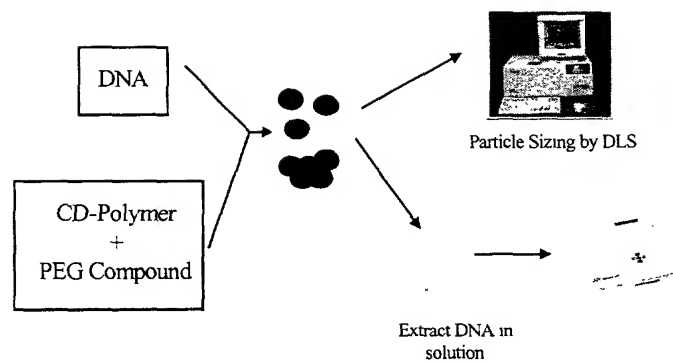 DNA
CD-Polymer
+
PEG Compound
Particle Sizing by DLS
Extract DNA in
solution